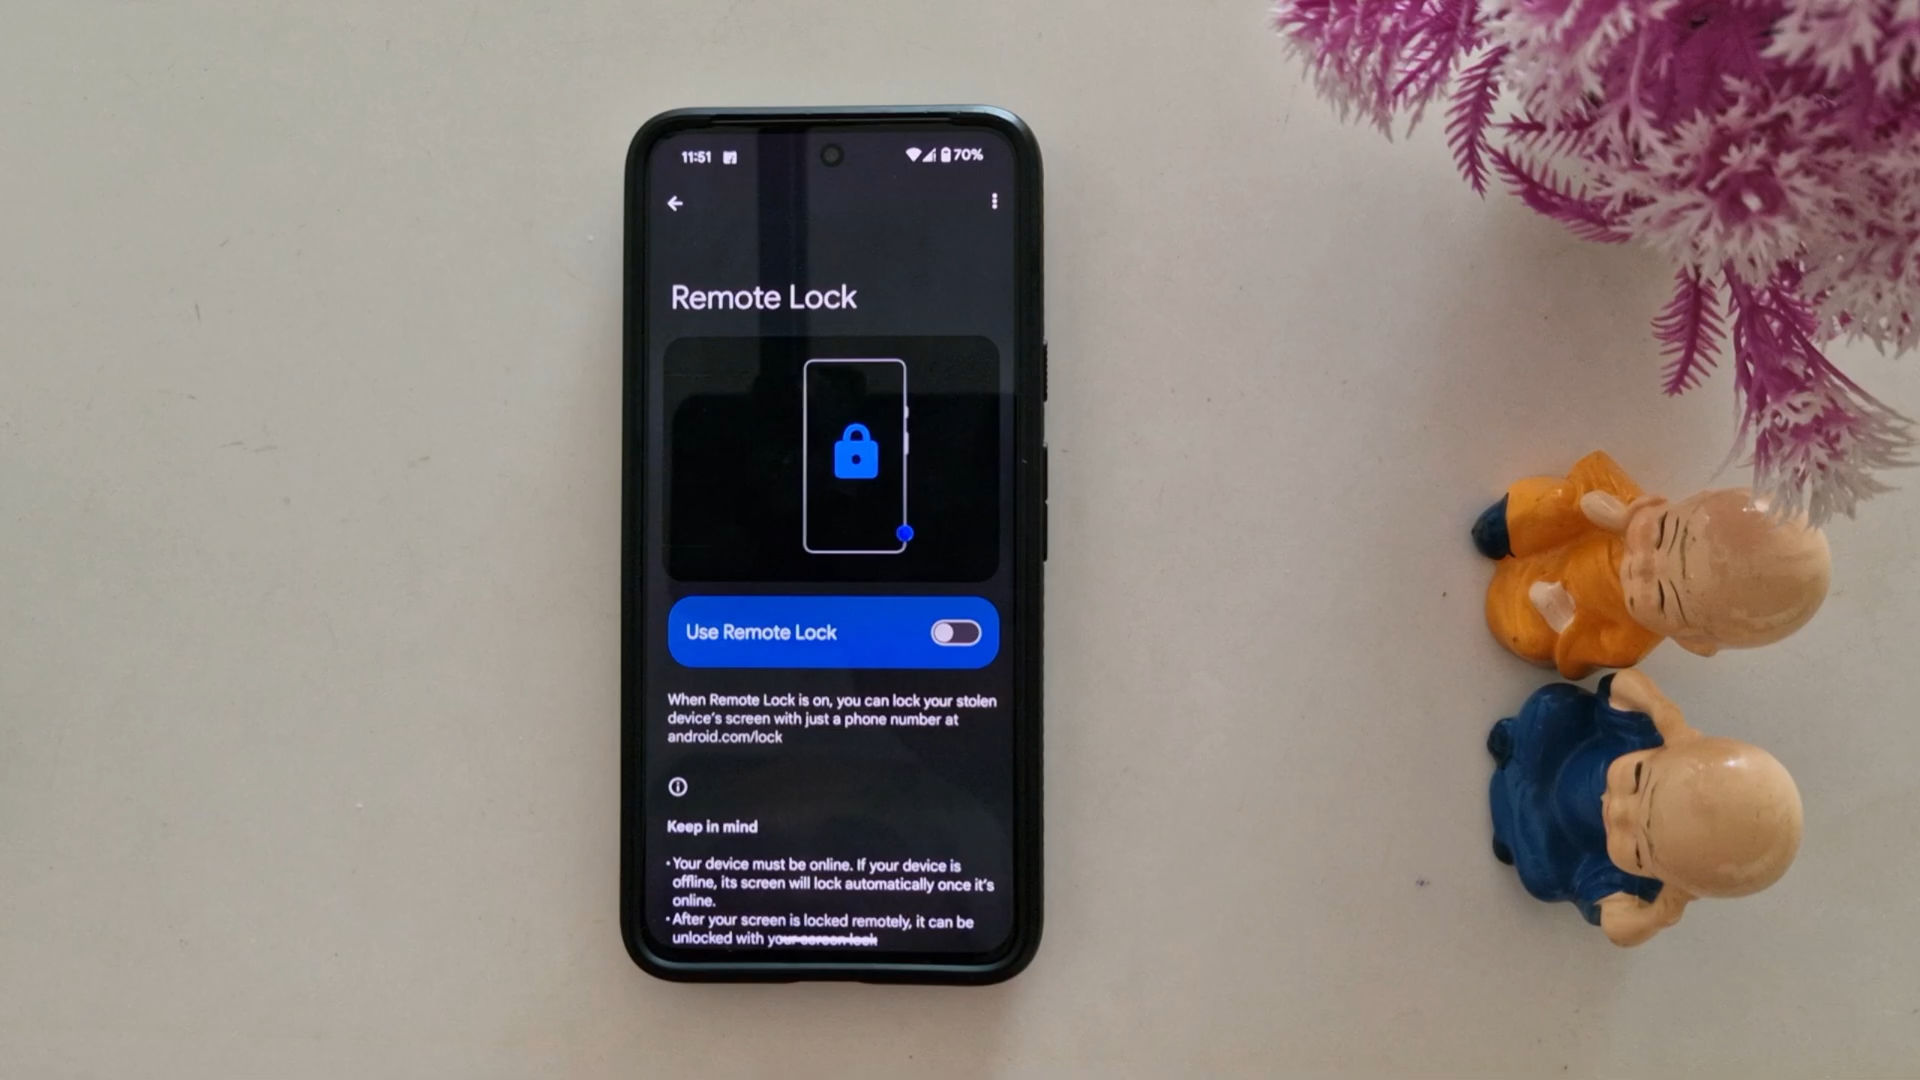 11:51 70%
Remote Lock
Use Remote Lock
When Remote Lock is on, you can lock your stolen
device's screen with just a phone number at
android.com/lock
Keep in mind
• Your device must be online. If your device is
offline, its screen will lock automatically once it's
online.
• After your screen is locked remotely, it can be
unlocked with your screen lock